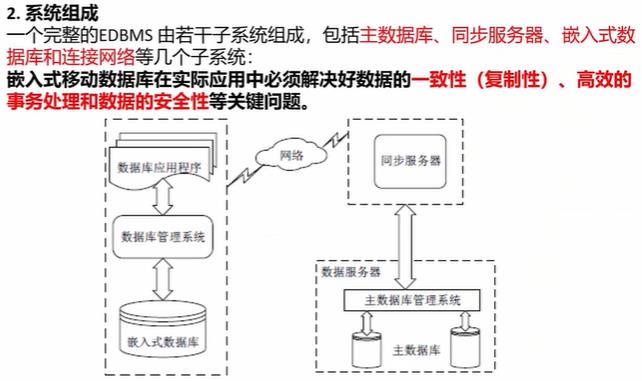 2. 系统组成
一个完整的EDBMS 由若干子系统组成，包括主数据库、同步服务器、嵌入式数
据库和连接网络等几个子系统：
嵌入式移动数据库在实际应用中必须解决好数据的一致性（复制性）、高效的
事务处理和数据的安全性等关键问题。
数据库应用程序
网络
同步服务器
数据库管理系统
数据服务器
主数据库管理系统
嵌入式数据库
主数据库